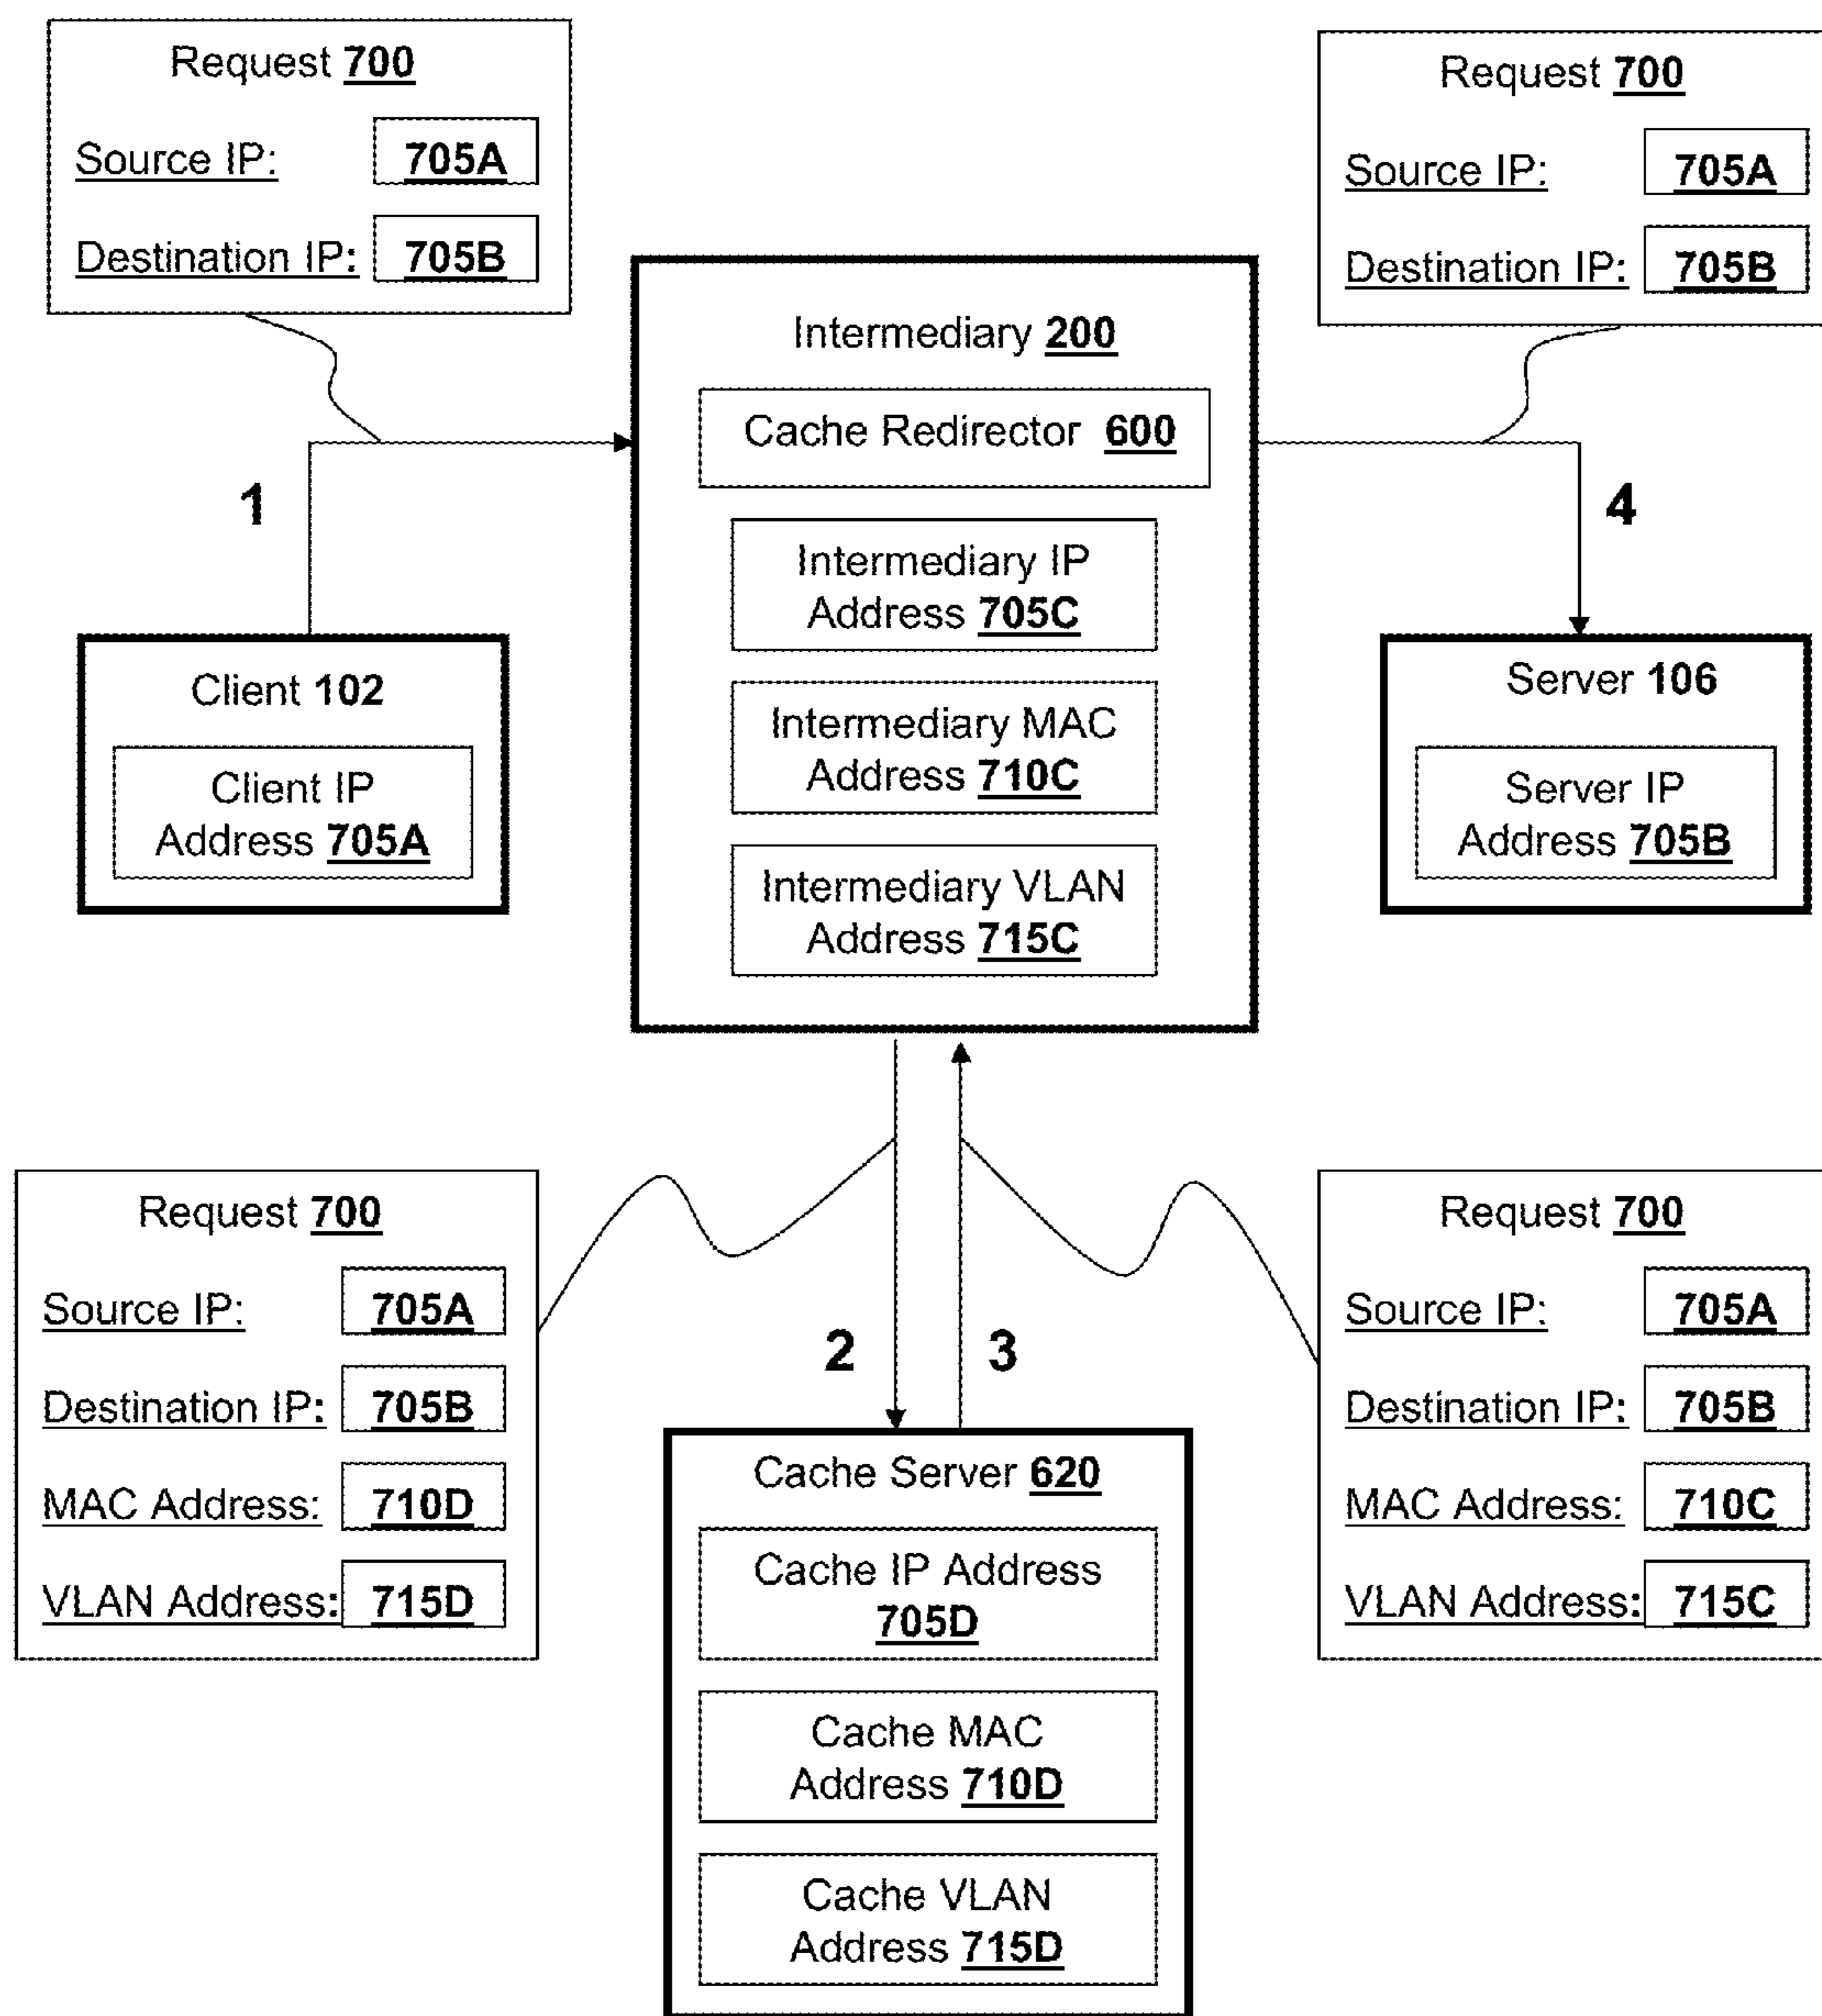 Request 700
Source IP: 705A
Destination IP: 705B
Request 700
Source IP: 705A
Destination IP: 705B
Intermediary 200
Cache Redirector 600
Intermediary IP
Address 705C
Intermediary MAC
Address 710C
Intermediary VLAN
Address 715C
1
4
Client 102
Client IP
Address 705A
Server 106
Server IP
Address 705B
2
3
Request 700
Source IP: 705A
Destination IP: 705B
MAC Address: 710D
VLAN Address: 715D
Request 700
Source IP: 705A
Destination IP: 705B
MAC Address: 710C
VLAN Address: 715C
Cache Server 620
Cache IP Address
705D
Cache MAC
Address 710D
Cache VLAN
Address 715D